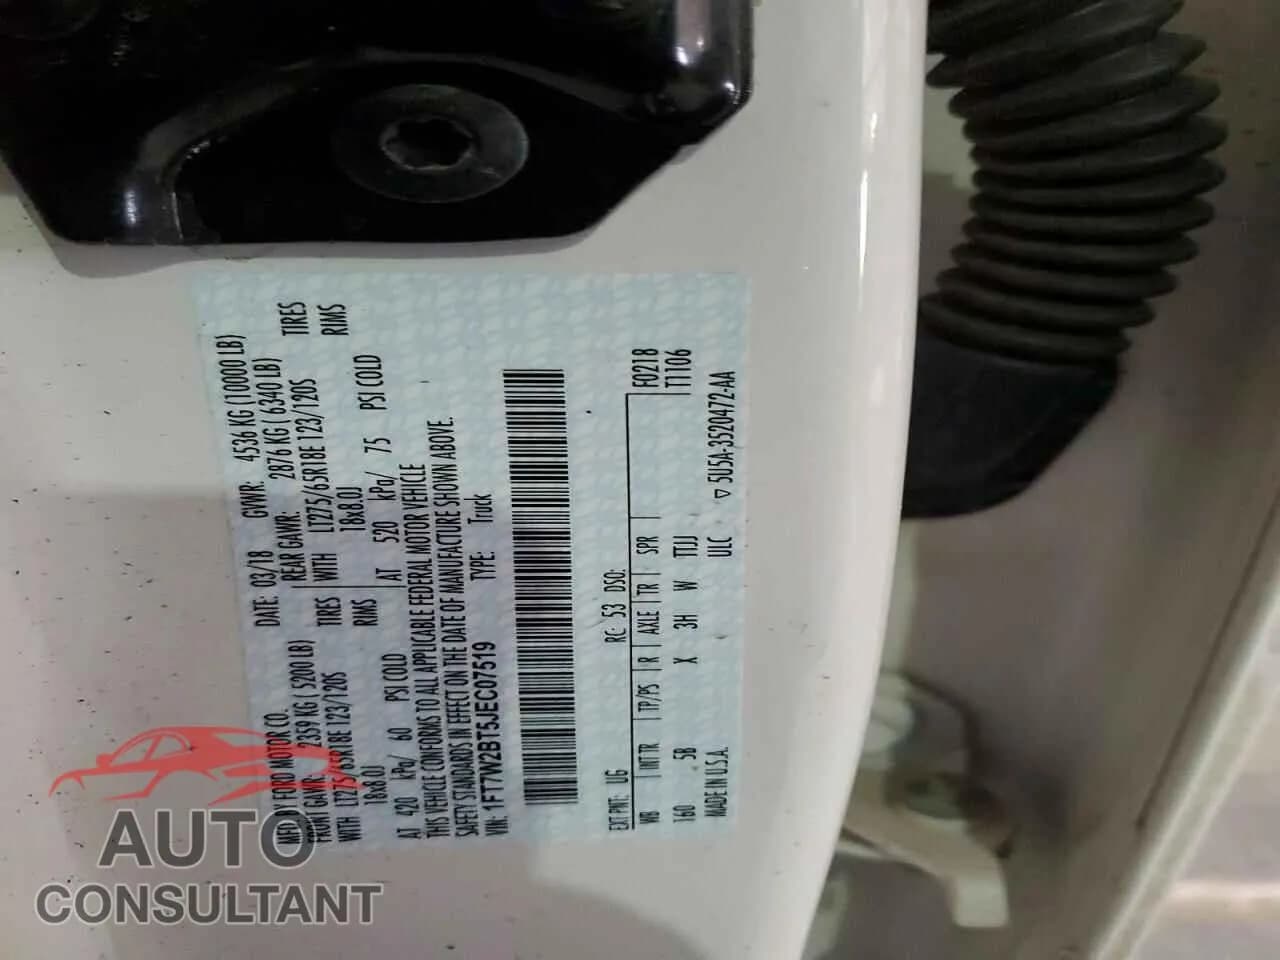 MFD. BY FORD MOTOR CO.
DATE: 03/18 GVWR: 4536 KG (10000 LB)
FRONT GAWR: 2359 KG ( 5200 LB) REAR GAWR: 2876 KG ( 6340 LB)
WITH LT275/65R18E 123/120S TIRES WITH LT275/65R18E 123/120S TIRES
18x8.0J RIMS 18x8.0J RIMS
AT 420 kPa/ 60 PSI COLD AT 520 kPa/ 75 PSI COLD
THIS VEHICLE CONFORMS TO ALL APPLICABLE FEDERAL MOTOR VEHICLE
SAFETY STANDARDS IN EFFECT ON THE DATE OF MANUFACTURE SHOWN ABOVE.
VIN: 1FT7W2BT5JEC07519 TYPE: Truck
F0218
T1106
EXT PNT: UG RC: 53 DSO:
WB INT TR TP/PS R AXLE TR SPR
160 5B X 3H W TUJ
MADE IN U.S.A. ULC ▽ 5U5A-3520472-AA
AUTO
CONSULTANT